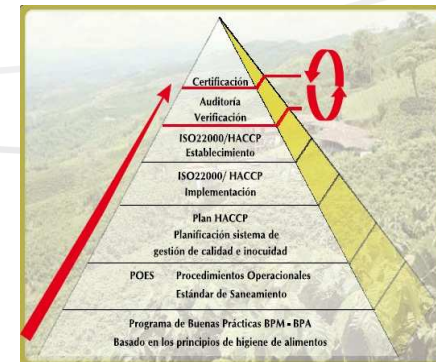 Certificación
Auditoría
Verificación
ISO22000/HACCP
Establecimiento
ISO22000/ HACCP
Implementación
Plan HACCP
Planificación sistema de
gestión de calidad e inocuidad
POES Procedimientos Operacionales
Estándar de Saneamiento
Programa de Buenas Prácticas BPM - BPA
Basado en los principios de higiene de alimentos